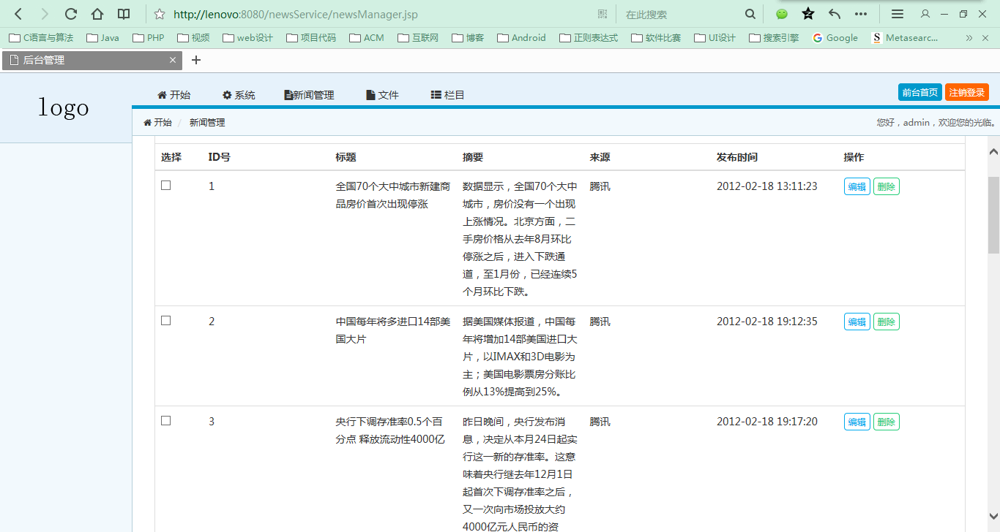 http://lenovo:8080/newsService/newsManager.jsp
在此搜索
C语言与算法 Java PHP 视频 web设计 项目代码 ACM 互联网 博客 Android 正则表达式 软件比赛 UI设计 搜索引擎 Google Metasearc...
后台管理
logo
开始 系统 新闻管理 文件 栏目
前台首页 注销登录
开始 / 新闻管理
您好，admin，欢迎您的光临。
选择 ID号 标题 摘要 来源 发布时间 操作
1
全国70个大中城市新建商
品房价首次出现停涨
数据显示，全国70个大中
城市，房价没有一个出现
上涨情况。北京方面，二
手房价格从去年8月环比
停涨之后，进入下跌通
道，至1月份，已经连续5
个月环比下跌。
腾讯
2012-02-18 13:11:23
编辑 删除
2
中国每年将多进口14部美
国大片
据美国媒体报道，中国每
年将增加14部美国进口大
片，以IMAX和3D电影为
主；美国电影票房分账比
例从13%提高到25%。
腾讯
2012-02-18 19:12:35
编辑 删除
3
央行下调存准率0.5个百
分点 释放流动性4000亿
昨日晚间，央行发布消
息，决定从本月24日起实
行这一新的存准率。这意
味着央行继去年12月1日
起首次下调存准率之后，
又一次向市场投放大约
4000亿元人民币的资
腾讯
2012-02-18 19:17:20
编辑 删除